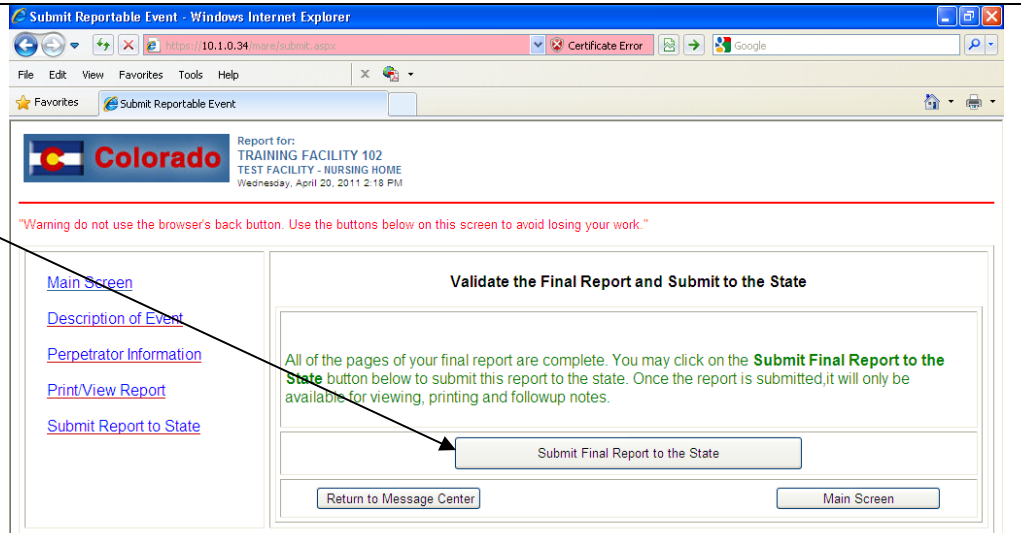 Submit Reportable Event - Windows Internet Explorer
https://10.1.0.34/mare/submit.aspx
Certificate Error
Google
File Edit View Favorites Tools Help
Favorites
Submit Reportable Event
Colorado
Report for:
TRAINING FACILITY 102
TEST FACILITY - NURSING HOME
Wednesday, April 20, 2011 2:18 PM
"Warning do not use the browser's back button. Use the buttons below on this screen to avoid losing your work."
Main Screen
Description of Event
Perpetrator Information
Print/View Report
Submit Report to State
Validate the Final Report and Submit to the State
All of the pages of your final report are complete. You may click on the Submit Final Report to the
State button below to submit this report to the state. Once the report is submitted,it will only be
available for viewing, printing and followup notes.
Submit Final Report to the State
Return to Message Center
Main Screen